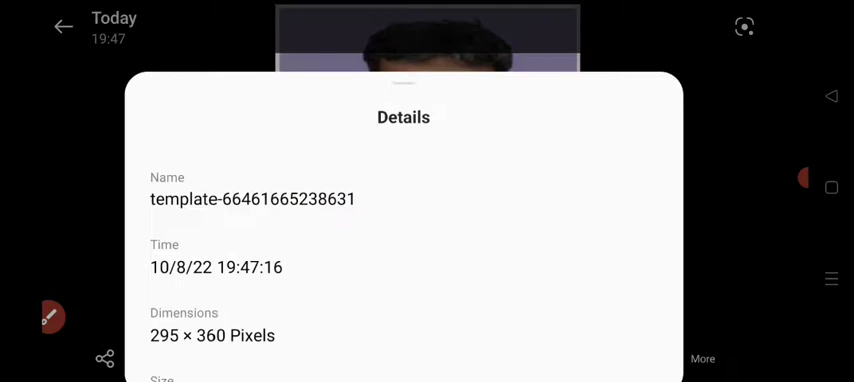 Today
19:47
Details
Name
template-66461665238631
Time
10/8/22 19:47:16
Dimensions
295 × 360 Pixels
Size
More